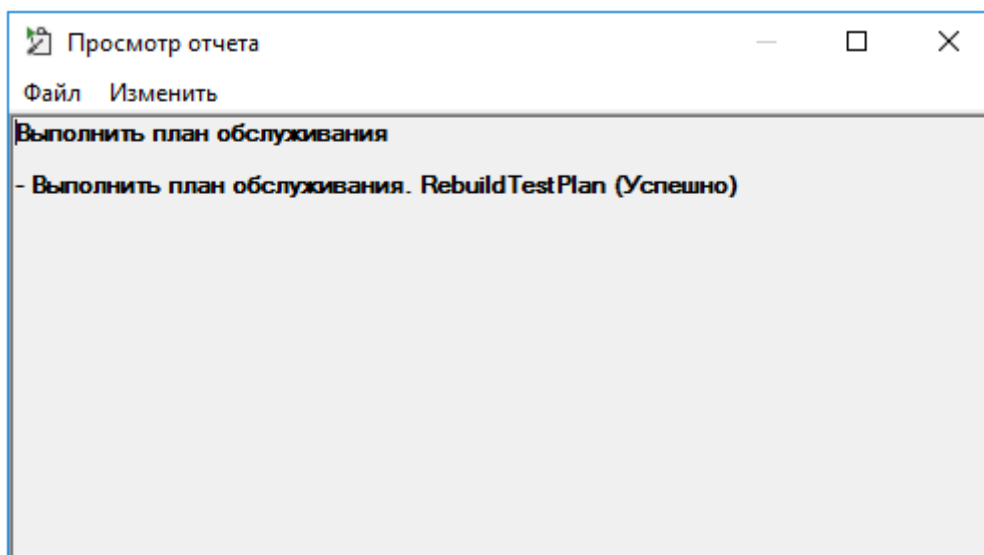 Просмотр отчета
Файл Изменить
Выполнить план обслуживания
- Выполнить план обслуживания. RebuildTestPlan (Успешно)